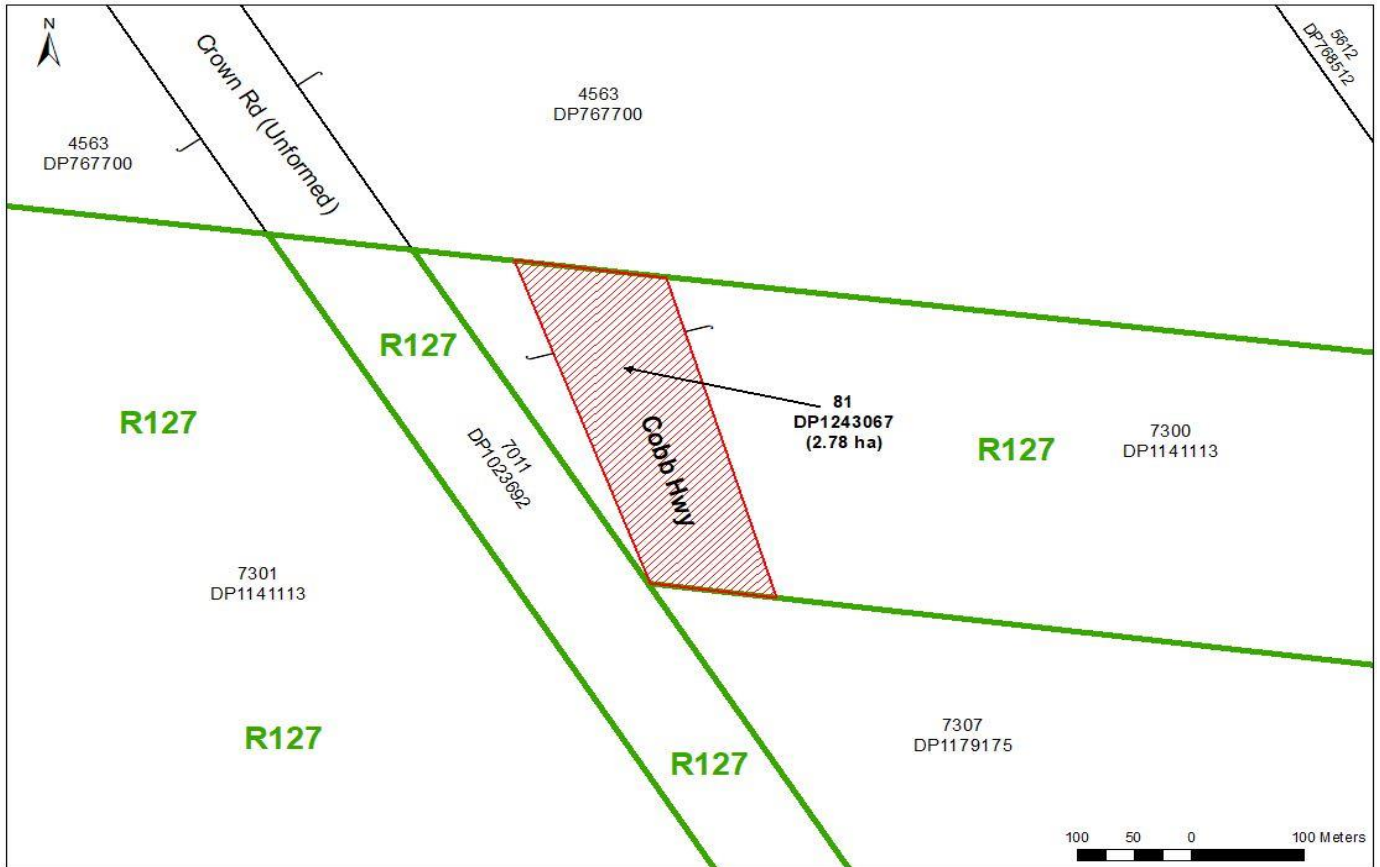 N
Crown Rd (Unformed)
4563
DP767700
4563
DP767700
5612
DP768512
R127
R127
7011
DP1023692
81
DP1243067
(2.78 ha)
Cobb Hwy
R127
7300
DP1141113
7301
DP1141113
R127
R127
7307
DP1179175
100 50 0 100 Meters